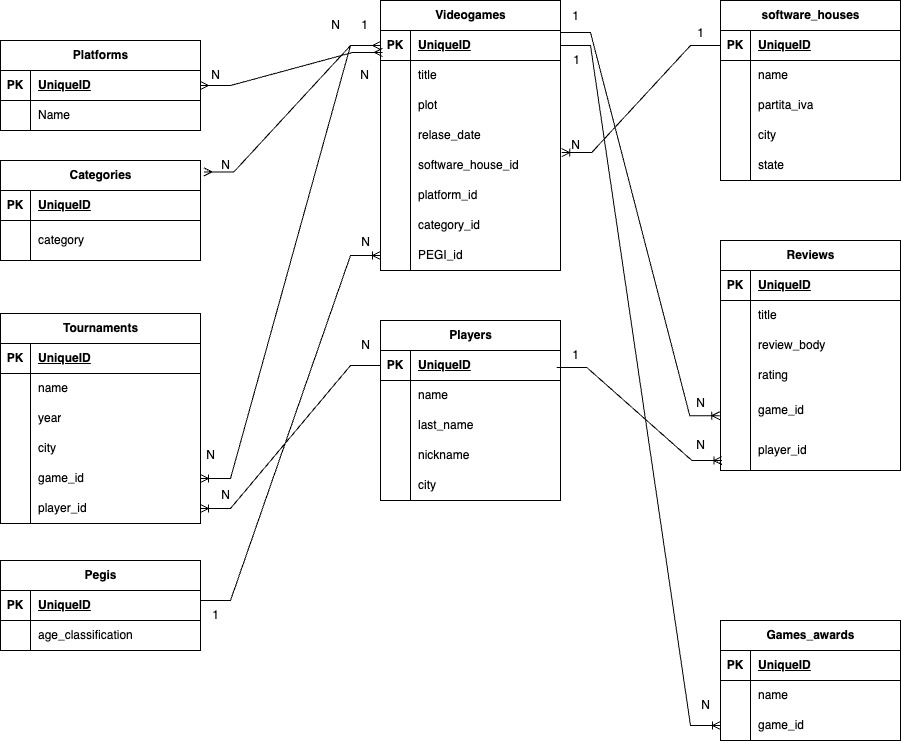 Videogames
PK UniqueID
title
plot
relase_date
software_house_id
platform_id
category_id
PEGI_id
software_houses
PK UniqueID
name
partita_iva
city
state
Platforms
PK UniqueID
Name
Categories
PK UniqueID
category
Reviews
PK UniqueID
title
review_body
rating
game_id
player_id
Tournaments
PK UniqueID
name
year
city
game_id
player_id
Players
PK UniqueID
name
last_name
nickname
city
Pegis
PK UniqueID
age_classification
Games_awards
PK UniqueID
name
game_id
N 1
1
1
1
N
N
N
N
N
N
N
1
N
N
N
1
N